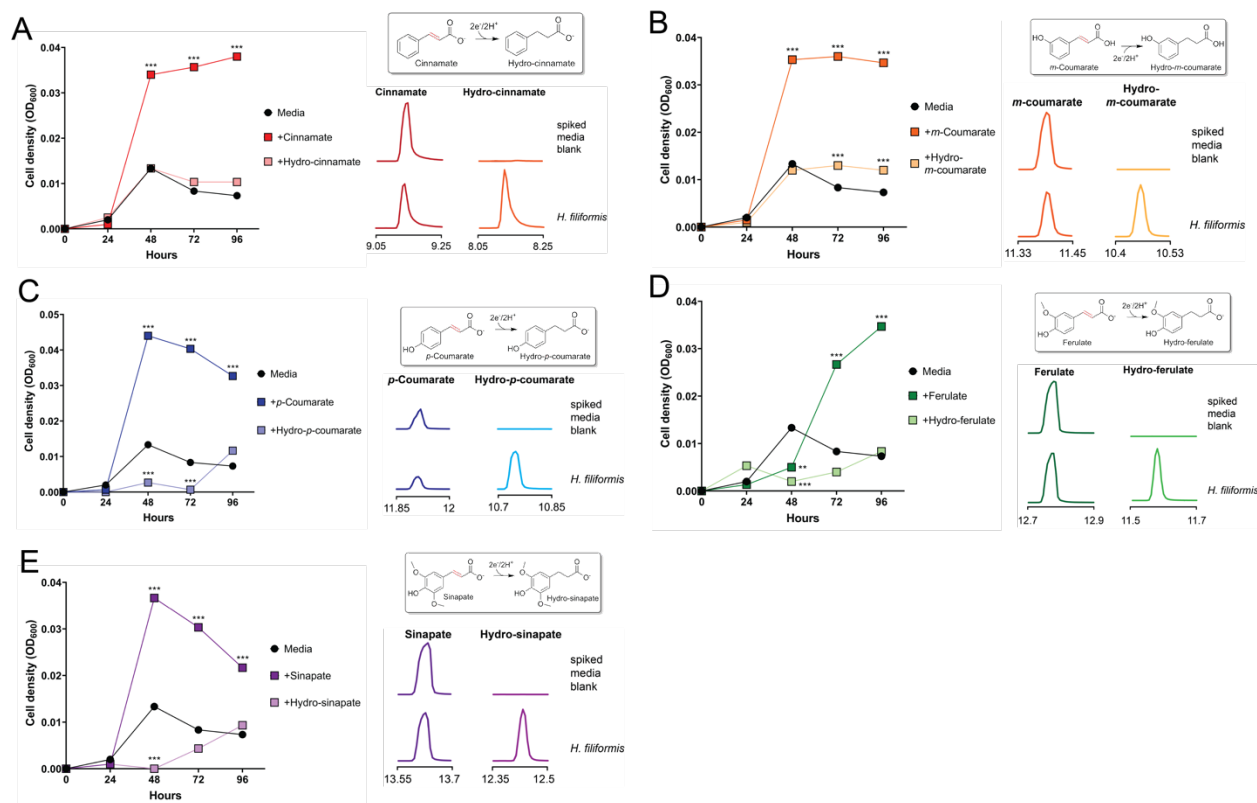 A
Cell density (OD600)
0.04
0.03
0.02
0.01
0.00
0 24 48 72 96
Hours
*** *** ***
Media
+Cinnamate
+Hydro-cinnamate
O
O-
2e-/2H+
O
O-
Cinnamate
Hydro-cinnamate
Cinnamate Hydro-cinnamate
spiked
media
blank
H. filiformis
9.05 9.25 8.05 8.25
B
Cell density (OD600)
0.04
0.03
0.02
0.01
0.00
0 24 48 72 96
Hours
*** *** ***
*** ***
Media
+m-Coumarate
+Hydro-
m-coumarate
HO
O
OH
HO
O
OH
2e-/2H+
m-Coumarate
Hydro-m-coumarate
m-coumarate
Hydro-
m-coumarate
spiked
media
blank
H. filiformis
11.33 11.45 10.4 10.53
C
Cell density (OD600)
0.05
0.04
0.03
0.02
0.01
0.00
0 24 48 72 96
Hours
*** *** ***
*** ***
Media
+p-Coumarate
+Hydro-p-coumarate
O
O-
2e-/2H+
O
O-
HO
HO
p-Coumarate
Hydro-p-coumarate
p-Coumarate Hydro-p-coumarate
spiked
media
blank
H. filiformis
11.85 12 10.7 10.85
D
Cell density (OD600)
0.04
0.03
0.02
0.01
0.00
0 24 48 72 96
Hours
*** ***
**
***
Media
+Ferulate
+Hydro-ferulate
O
O
O-
HO
2e-/2H+
O
O
O-
HO
Ferulate
Hydro-ferulate
Ferulate Hydro-ferulate
spiked
media
blank
H. filiformis
12.7 12.9 11.5 11.7
E
Cell density (OD600)
0.04
0.03
0.02
0.01
0.00
0 24 48 72 96
Hours
*** *** ***
***
Media
+Sinapate
+Hydro-sinapate
O
O
O-
HO
O
2e-/2H+
O
O
O-
HO
O
Sinapate
Hydro-sinapate
Sinapate Hydro-sinapate
spiked
media
blank
H. filiformis
13.55 13.7 12.35 12.5